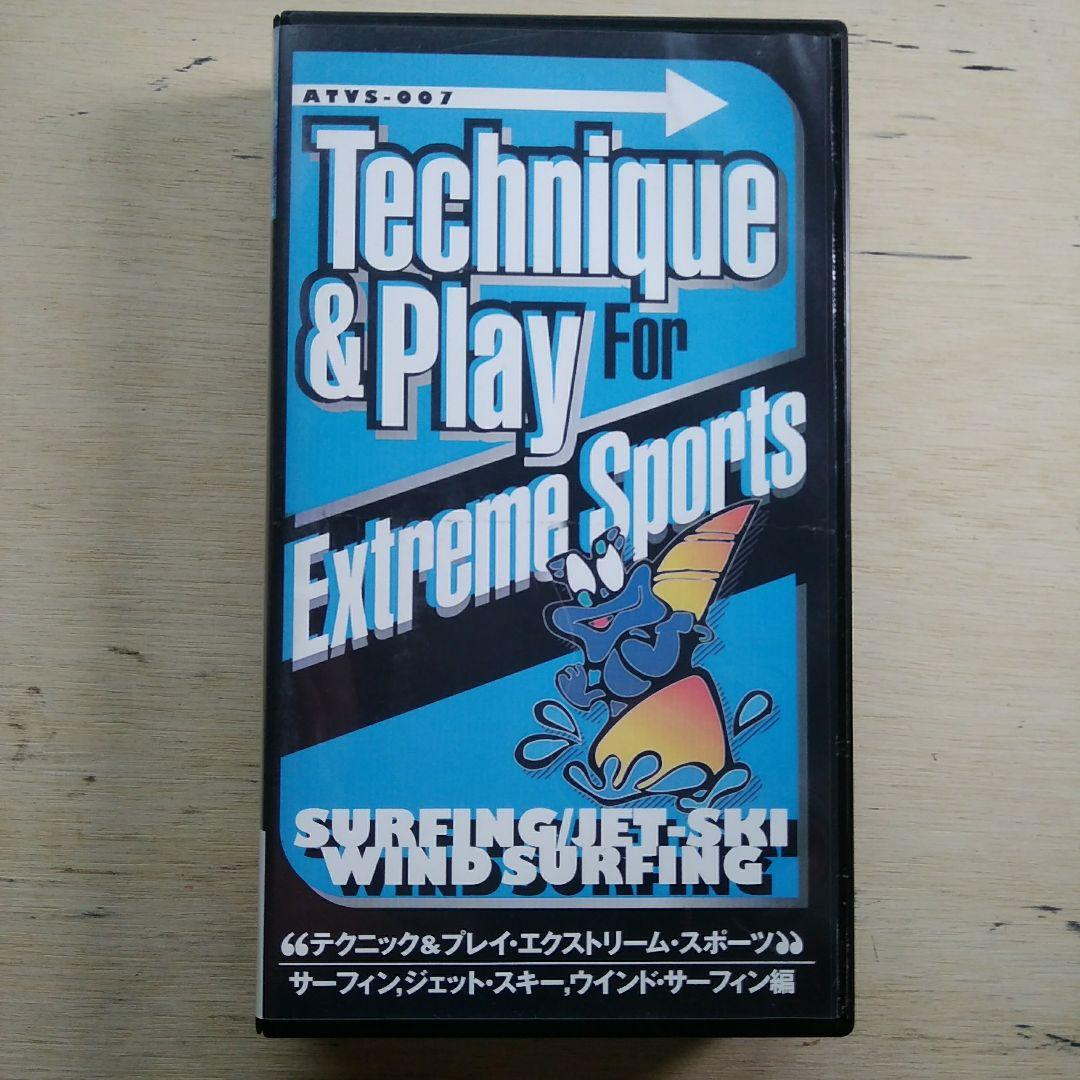 ATVS-007
Technique
& Play For
Extreme Sports
SURFING/JET-SKI
WIND SURFING
“テクニック&プレイ・エクストリーム・スポーツ”
サーフィン,ジェット・スキー,ウインド・サーフィン編